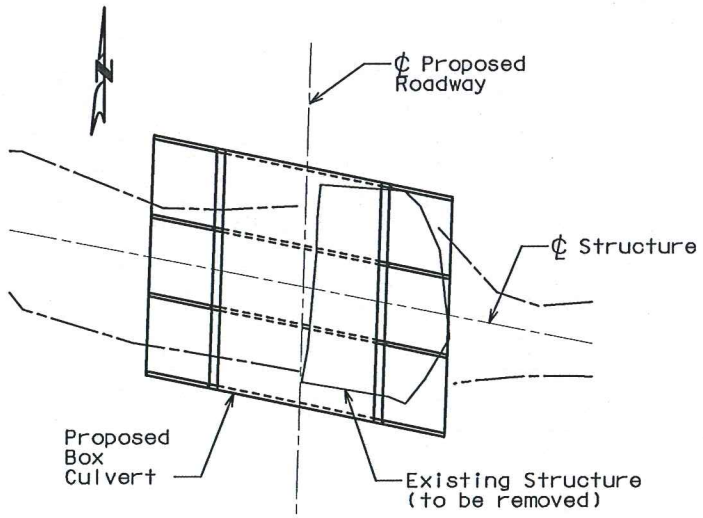 N
℄ Proposed
Roadway
℄ Structure
Proposed
Box
Culvert
Existing Structure
(to be removed)